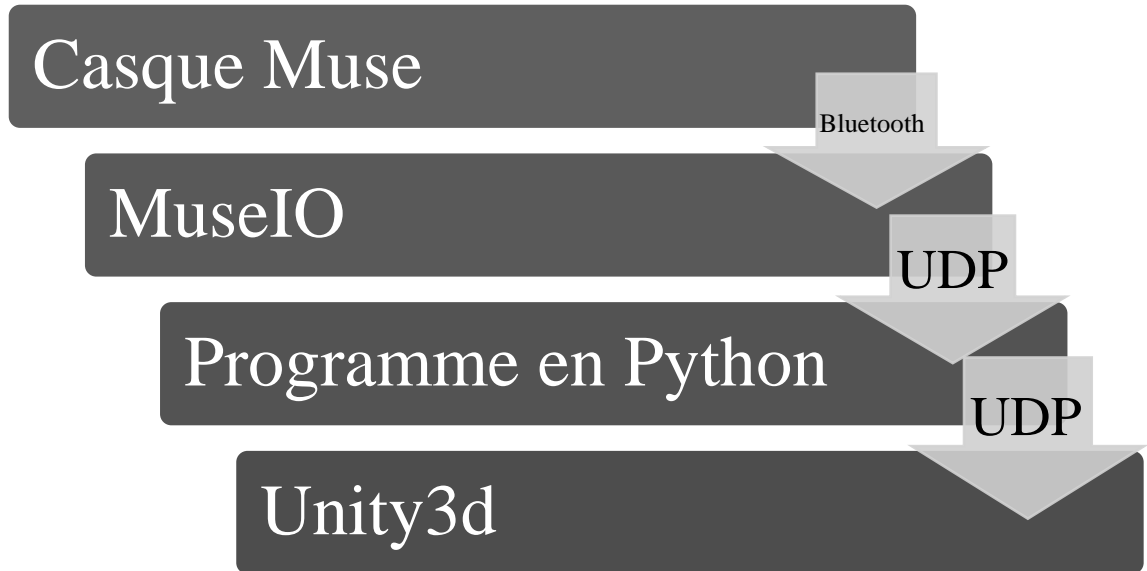 Casque Muse
Bluetooth
MuseIO
UDP
Programme en Python
UDP
Unity3d